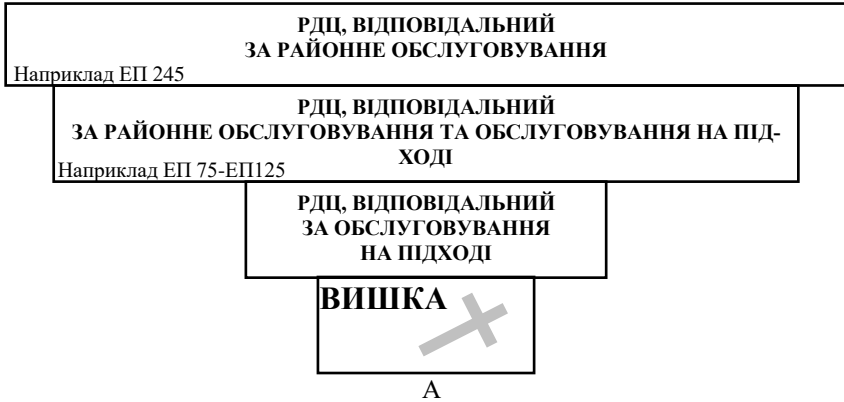 РДЦ, ВІДПОВІДАЛЬНИЙ
ЗА РАЙОННЕ ОБСЛУГОВУВАННЯ
Наприклад ЕП 245
РДЦ, ВІДПОВІДАЛЬНИЙ
ЗА РАЙОННЕ ОБСЛУГОВУВАННЯ ТА ОБСЛУГОВУВАННЯ НА ПІД-
ХОДІ
Наприклад ЕП 75-ЕП125
РДЦ, ВІДПОВІДАЛЬНИЙ
ЗА ОБСЛУГОВУВАННЯ
НА ПІДХОДІ
ВИШКА
А